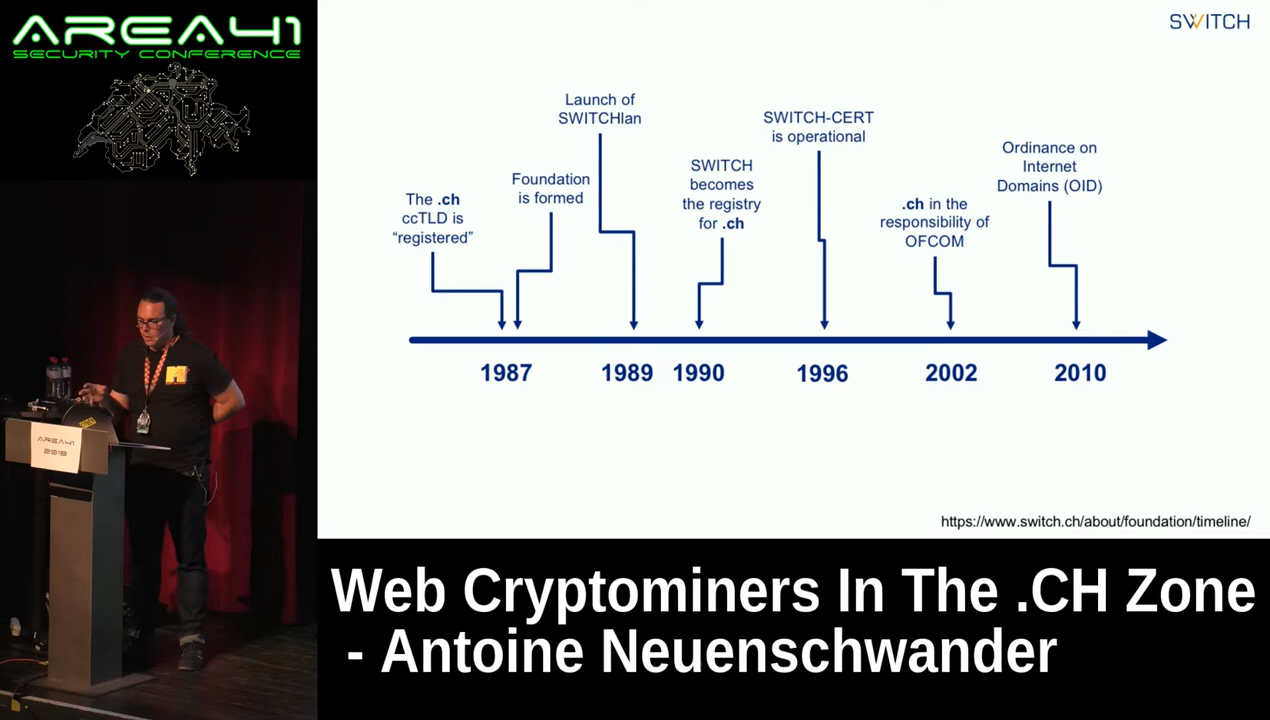 AREA41
SECURITY CONFERENCE
SWITCH
Launch of
SWITCHlan
SWITCH-CERT
is operational
Ordinance on
Internet
Domains (OID)
SWITCH
becomes
the registry
for .ch
Foundation
is formed
The .ch
ccTLD is
“registered”
.ch in the
responsibility of
OFCOM
1987 1989 1990 1996 2002 2010
https://www.switch.ch/about/foundation/timeline/
AREA41
2018
Web Cryptominers In The .CH Zone
- Antoine Neuenschwander